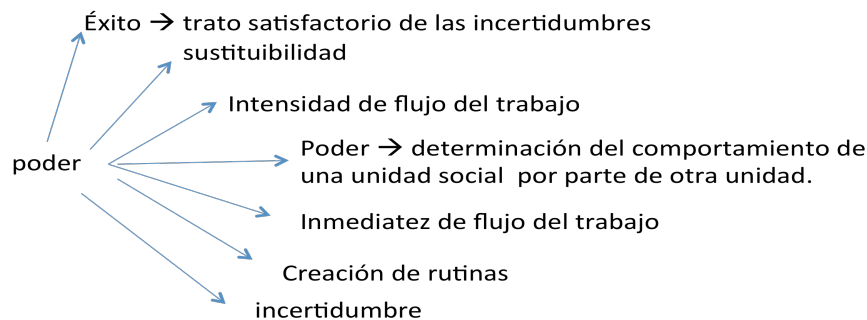 Éxito → trato satisfactorio de las incertidumbres
sustituibilidad
Intensidad de flujo del trabajo
Poder → determinación del comportamiento de
una unidad social por parte de otra unidad.
poder
Inmediatez de flujo del trabajo
Creación de rutinas
incertidumbre